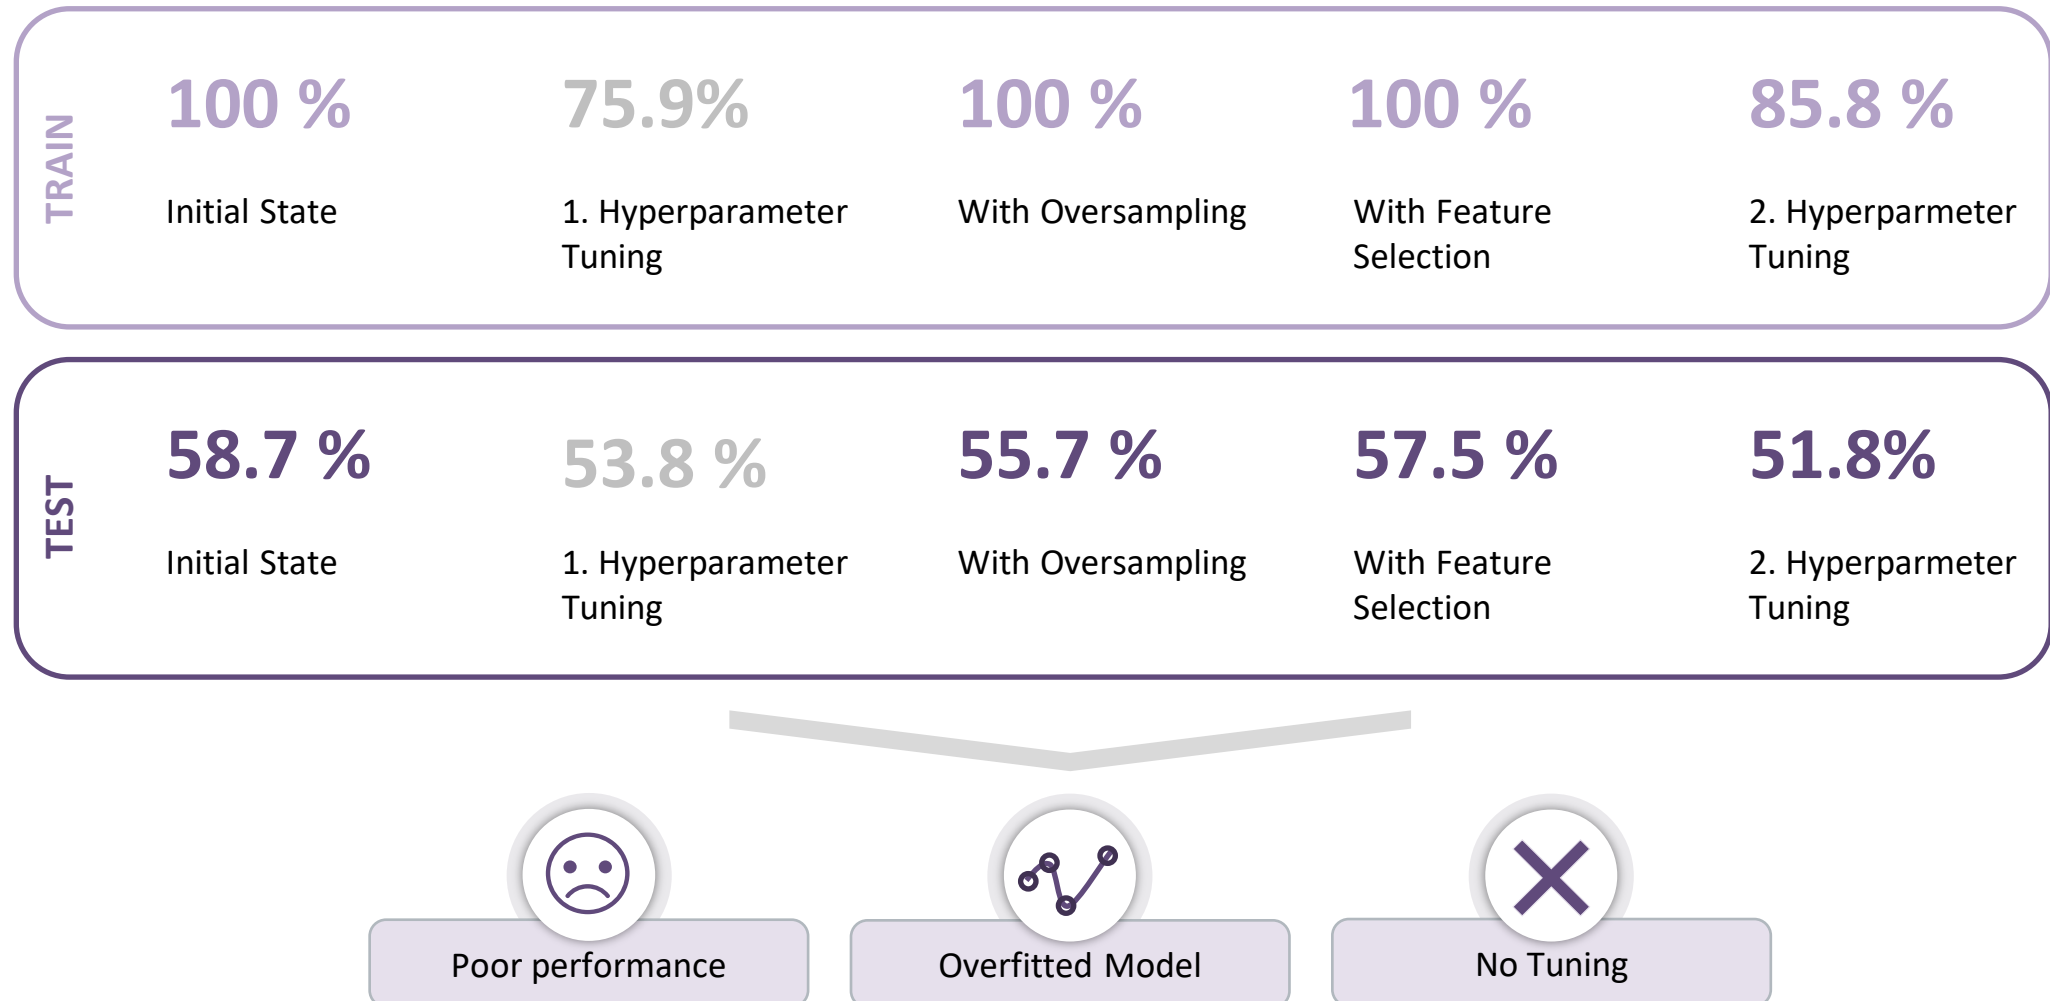 TRAIN
100 %
75.9%
100 %
100 %
85.8 %
Initial State
1. Hyperparameter
Tuning
With Oversampling
With Feature
Selection
2. Hyperparmeter
Tuning
TEST
58.7 %
53.8 %
55.7 %
57.5 %
51.8%
Initial State
1. Hyperparameter
Tuning
With Oversampling
With Feature
Selection
2. Hyperparmeter
Tuning
Poor performance
Overfitted Model
No Tuning